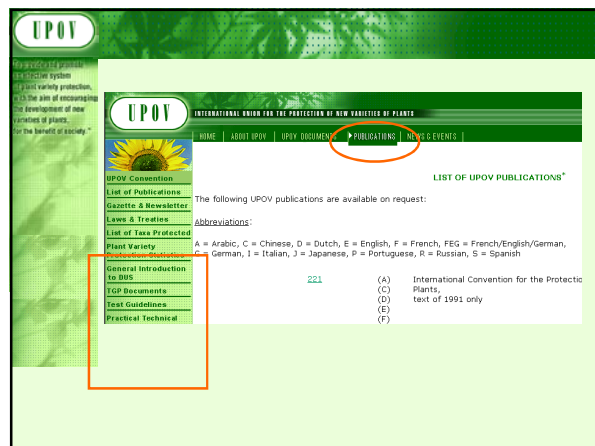 UPOV
"To provide and promote
an effective system
of plant variety protection,
with the aim of encouraging
the development of new
varieties of plants,
for the benefit of society."
UPOV
INTERNATIONAL UNION FOR THE PROTECTION OF NEW VARIETIES OF PLANTS
HOME | ABOUT UPOV | UPOV DOCUMENTS | PUBLICATIONS | NEWS & EVENTS |
UPOV Convention
List of Publications
Gazette & Newsletter
Laws & Treaties
List of Taxa Protected
Plant Variety
Protection Statistics
General Introduction
to DUS
TGP Documents
Test Guidelines
Practical Technical
LIST OF UPOV PUBLICATIONS*
The following UPOV publications are available on request:
Abbreviations:
A = Arabic, C = Chinese, D = Dutch, E = English, F = French, FEG = French/English/German,
G = German, I = Italian, J = Japanese, P = Portuguese, R = Russian, S = Spanish
221 (A) International Convention for the Protectic
(C) Plants,
(D) text of 1991 only
(E)
(F)